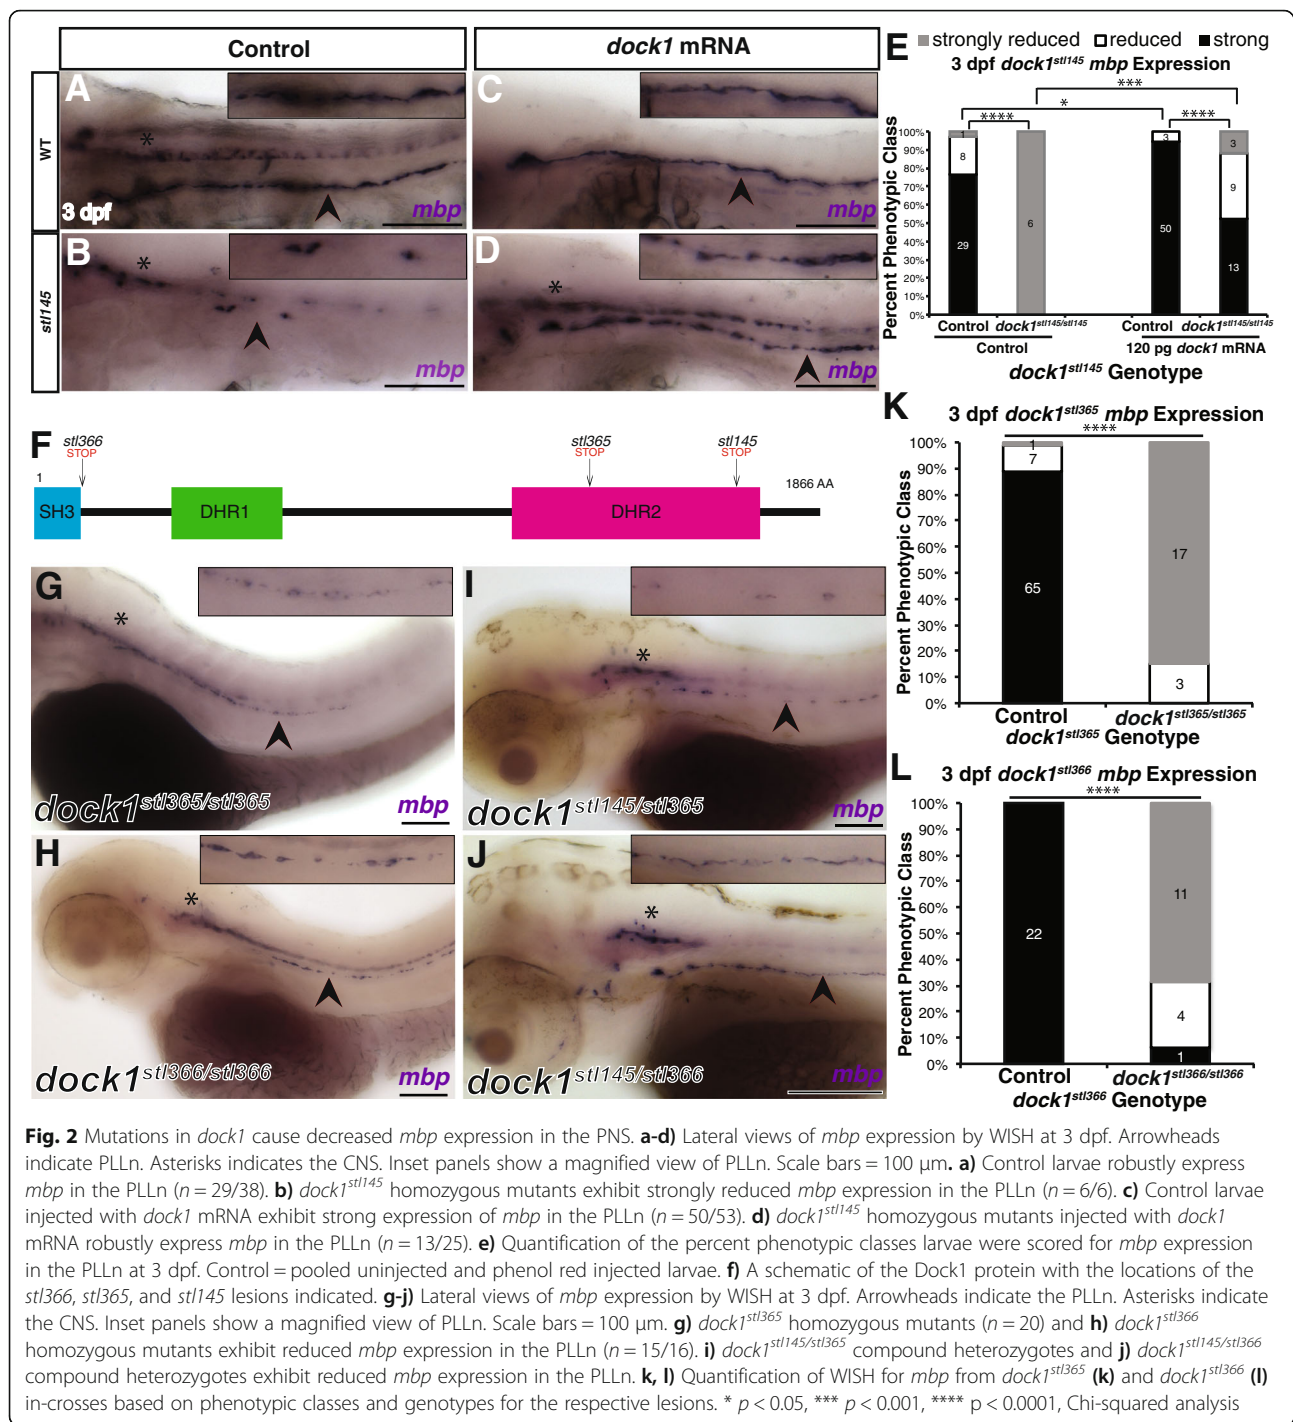 Control
dock1 mRNA
WT
stl145
A
*
3 dpf
mbp
C
mbp
B
*
mbp
D
*
mbp
E
strongly reduced reduced strong
3 dpf dock1stl145 mbp Expression
***
*
**** ****
Percent Phenotypic Class
100%
90%
80%
70%
60%
50%
40%
30%
20%
10%
0%
1
8
29
6
3
50
3
9
13
Control dock1stl145/stl145 Control dock1stl145/stl145
Control 120 pg dock1 mRNA
dock1stl145 Genotype
F
stl366
STOP
stl365
STOP
stl145
STOP
1
1866 AA
SH3
DHR1
DHR2
G
*
dock1stl365/stl365
mbp
I
*
dock1stl145/stl365
mbp
H
*
dock1stl366/stl366
mbp
J
*
dock1stl145/stl366
mbp
K
3 dpf dock1stl365 mbp Expression
****
Percent Phenotypic Class
100%
90%
80%
70%
60%
50%
40%
30%
20%
10%
0%
1
7
65
17
3
Control dock1stl365/stl365
dock1stl365 Genotype
L
3 dpf dock1stl366 mbp Expression
****
Percent Phenotypic Class
100%
90%
80%
70%
60%
50%
40%
30%
20%
10%
0%
22
11
4
1
Control dock1stl366/stl366
dock1stl366 Genotype
Fig. 2 Mutations in dock1 cause decreased mbp expression in the PNS. a-d) Lateral views of mbp expression by WISH at 3 dpf. Arrowheads
indicate PLLn. Asterisks indicates the CNS. Inset panels show a magnified view of PLLn. Scale bars = 100 μm. a) Control larvae robustly express
mbp in the PLLn (n = 29/38). b) dock1stl145 homozygous mutants exhibit strongly reduced mbp expression in the PLLn (n = 6/6). c) Control larvae
injected with dock1 mRNA exhibit strong expression of mbp in the PLLn (n = 50/53). d) dock1stl145 homozygous mutants injected with dock1
mRNA robustly express mbp in the PLLn (n = 13/25). e) Quantification of the percent phenotypic classes larvae were scored for mbp expression
in the PLLn at 3 dpf. Control = pooled uninjected and phenol red injected larvae. f) A schematic of the Dock1 protein with the locations of the
stl366, stl365, and stl145 lesions indicated. g-j) Lateral views of mbp expression by WISH at 3 dpf. Arrowheads indicate the PLLn. Asterisks indicate
the CNS. Inset panels show a magnified view of PLLn. Scale bars = 100 μm. g) dock1stl365 homozygous mutants (n = 20) and h) dock1stl366
homozygous mutants exhibit reduced mbp expression in the PLLn (n = 15/16). i) dock1stl145/stl365 compound heterozygotes and j) dock1stl145/stl366
compound heterozygotes exhibit reduced mbp expression in the PLLn. k, l) Quantification of WISH for mbp from dock1stl365 (k) and dock1stl366 (l)
in-crosses based on phenotypic classes and genotypes for the respective lesions. * p < 0.05, *** p < 0.001, **** p < 0.0001, Chi-squared analysis